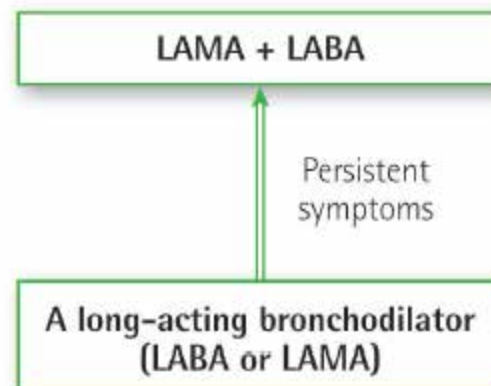 LAMA + LABA
Persistent
symptoms
A long-acting bronchodilator
(LABA or LAMA)